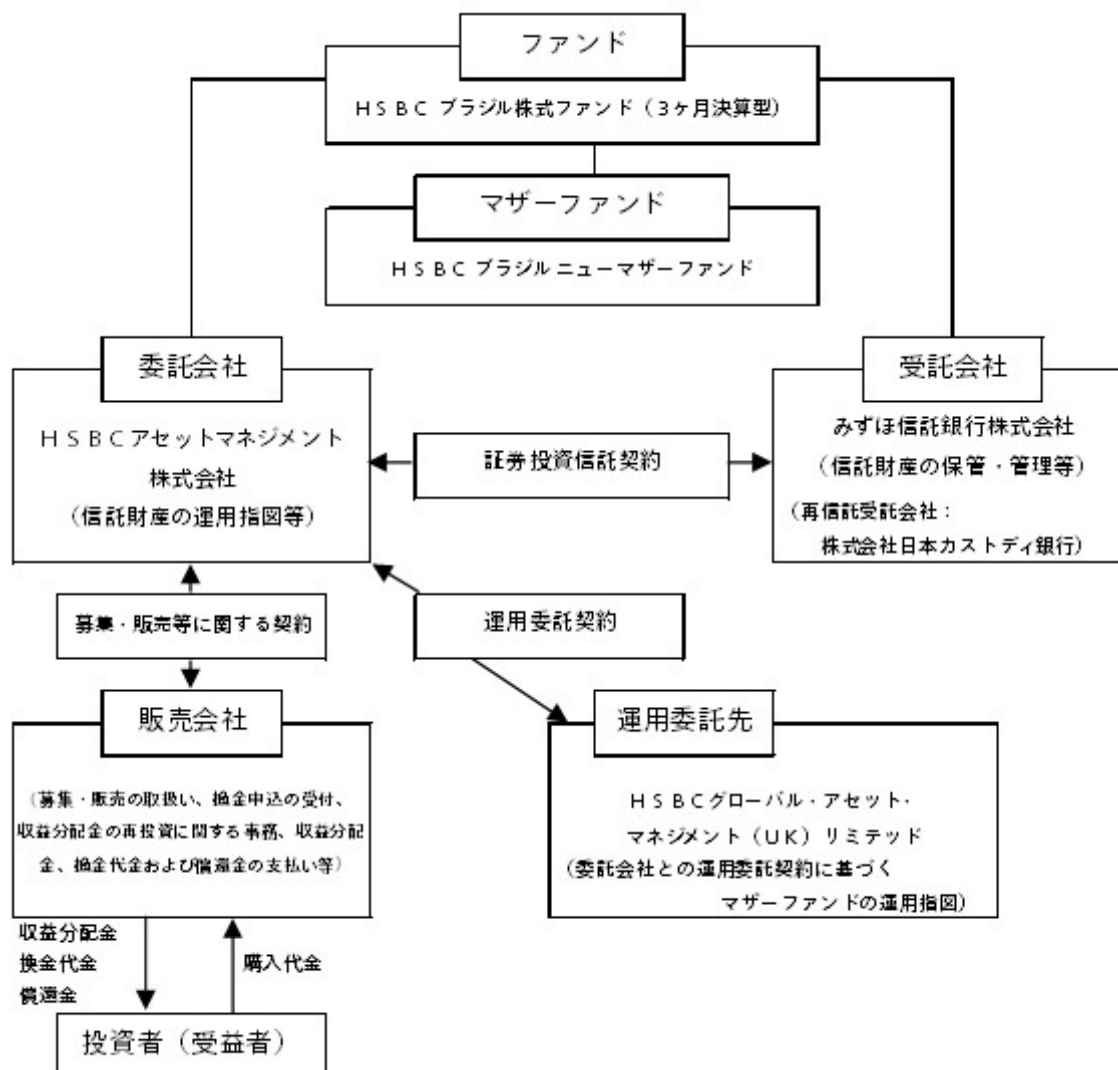 ファンド
HSBC ブラジル株式ファンド（3ヶ月決算型）
マザーファンド
HSBC ブラジル ニューマザーファンド
委託会社
HSBCアセットマネジメント
株式会社
（信託財産の運用指図等）
証券投資信託契約
受託会社
みずほ信託銀行株式会社
（信託財産の保管・管理等）
（再信託受託会社：
株式会社日本カストディ銀行）
募集・販売等に関する契約
運用委託契約
販売会社
（募集・販売の取扱い、換金申込の受付、
収益分配金の再投資に関する事務、収益分配
金、換金代金および償還金の支払い等）
運用委託先
HSBCグローバル・アセット・
マネジメント（UK）リミテッド
（委託会社との運用委託契約に基づく
マザーファンドの運用指図）
収益分配金
換金代金
償還金
購入代金
投資者（受益者）